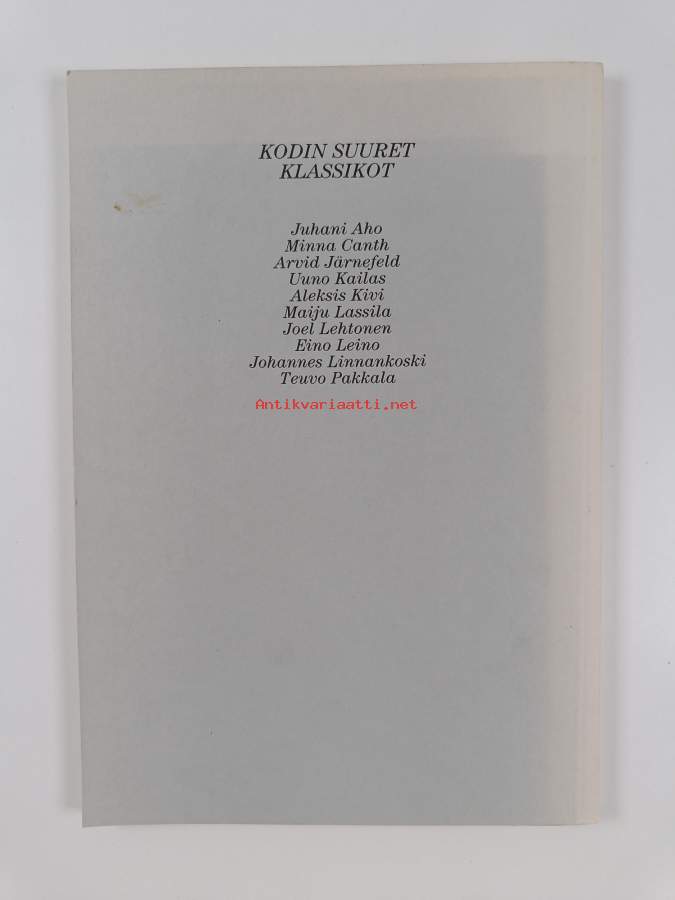 KODIN SUURET
KLASSIKOT
Juhani Aho
Minna Canth
Arvid Järnefeld
Uuno Kailas
Aleksis Kivi
Maiju Lassila
Joel Lehtonen
Eino Leino
Johannes Linnankoski
Teuvo Pakkala
Antikvariaatti.net